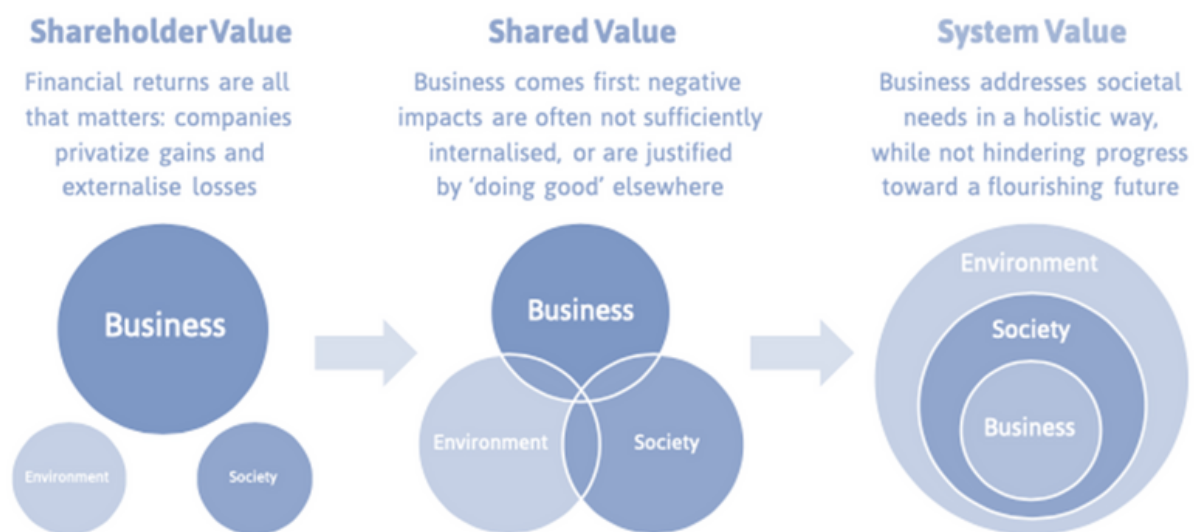 Shareholder Value
Financial returns are all
that matters: companies
privatize gains and
externalise losses
Business
Environment
Society
Shared Value
Business comes first: negative
impacts are often not sufficiently
internalised, or are justified
by ‘doing good’ elsewhere
Business
Environment
Society
System Value
Business addresses societal
needs in a holistic way,
while not hindering progress
toward a flourishing future
Environment
Society
Business